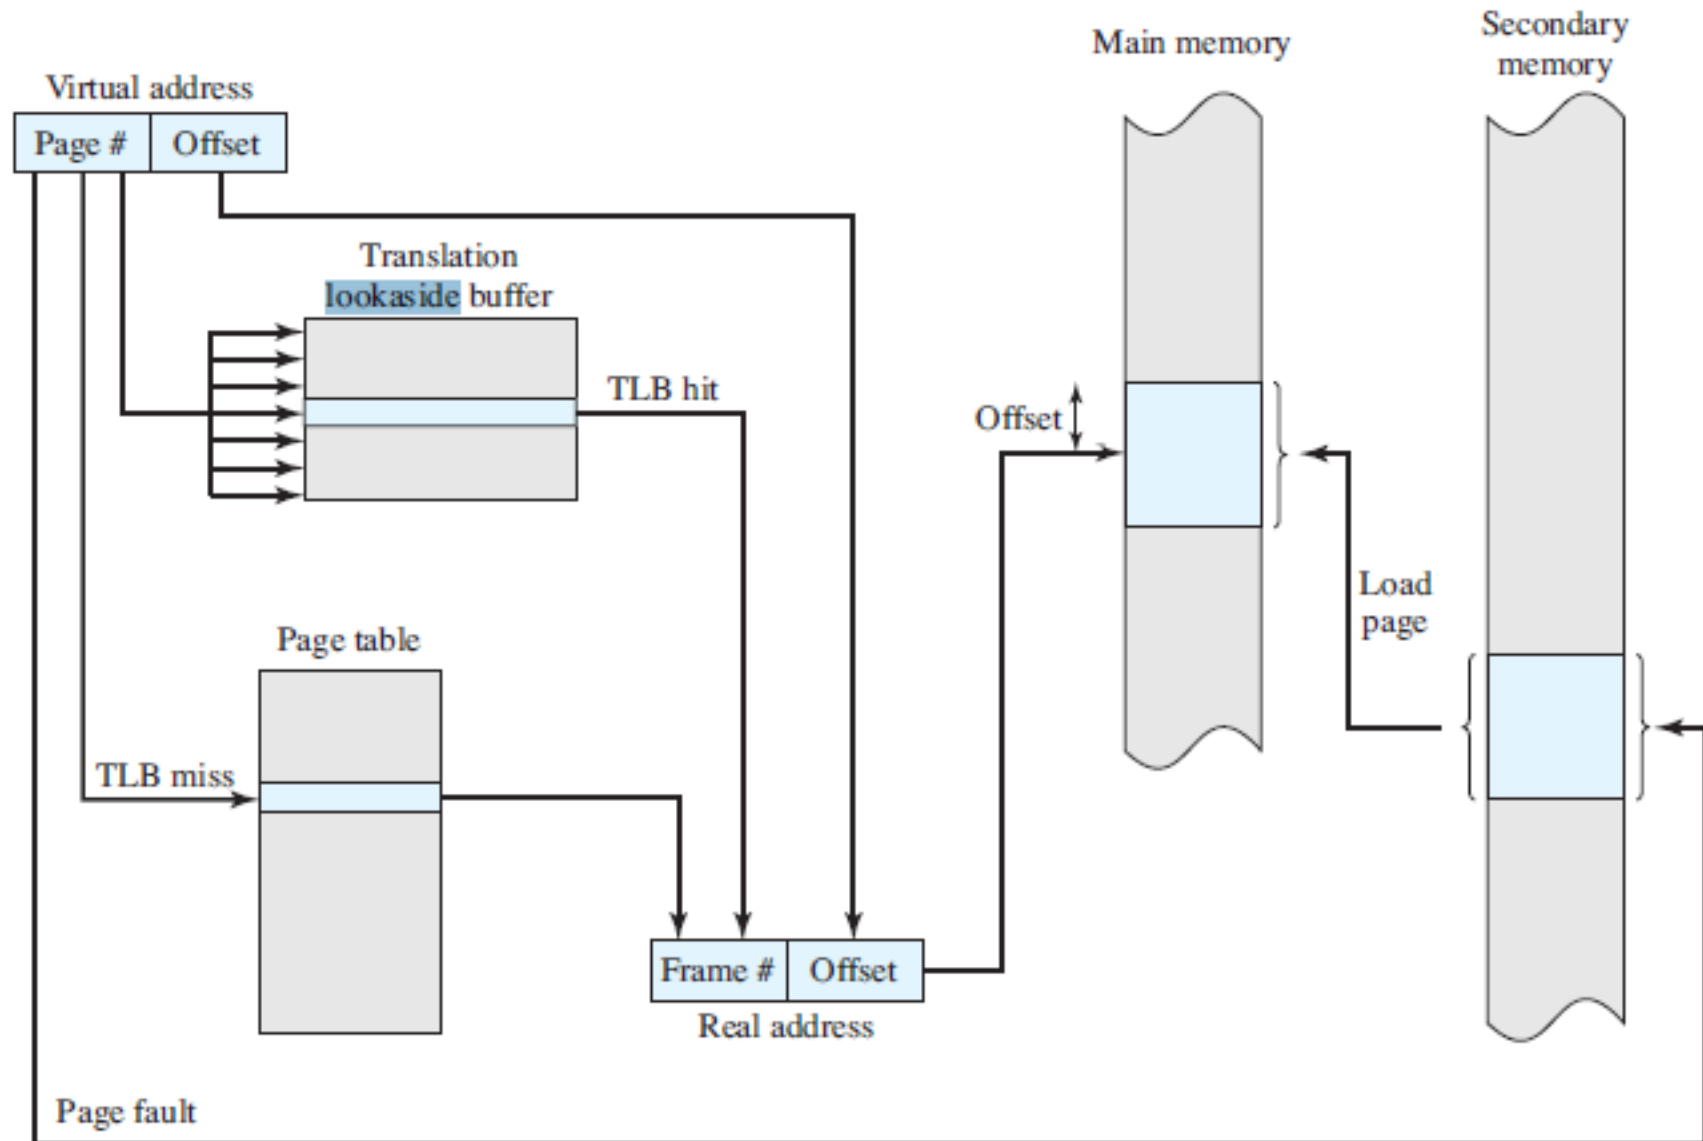 Secondary
memory
Main memory
Virtual address
Page # Offset
Translation
lookaside buffer
TLB hit
Offset
Load
page
Page table
TLB miss
Frame # Offset
Real address
Page fault